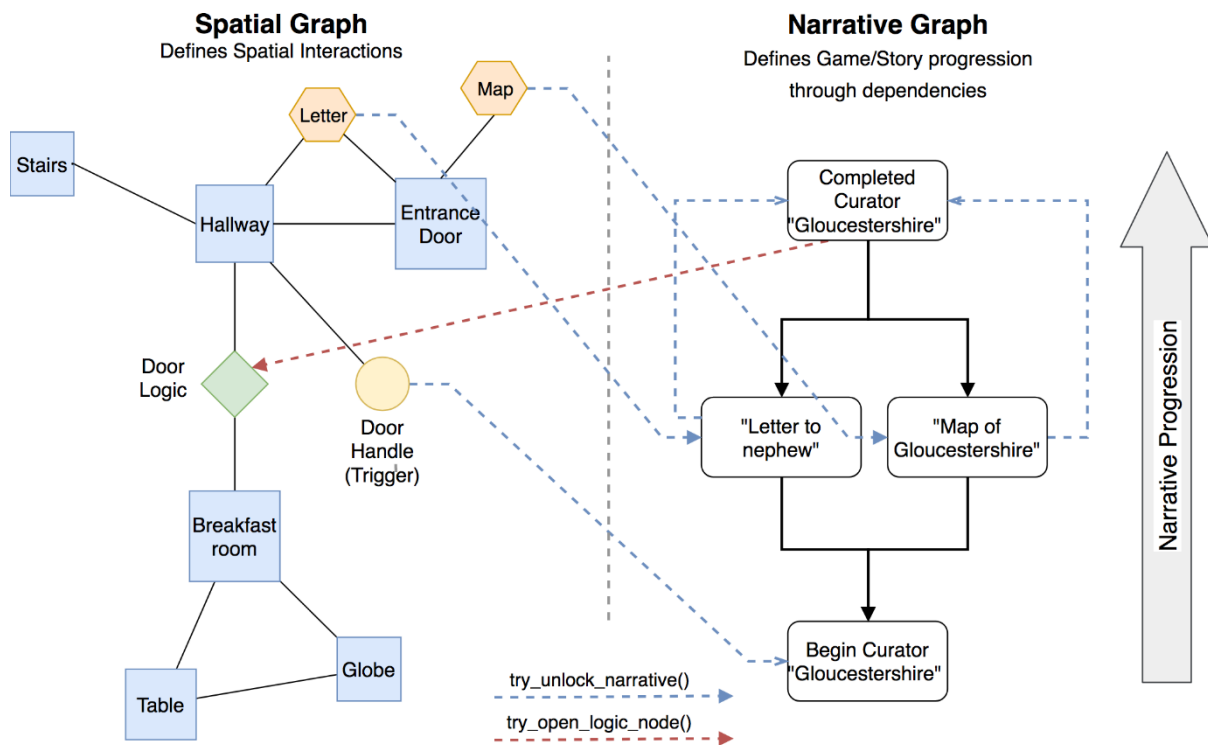 Spatial Graph
Defines Spatial Interactions
Narrative Graph
Defines Game/Story progression
through dependencies
Map
Letter
Stairs
Hallway
Entrance
Door
Door
Logic
Door
Handle
(Trigger)
Breakfast
room
Table
Globe
Completed
Curator
"Gloucestershire"
"Letter to
nephew"
"Map of
Gloucestershire"
Begin Curator
"Gloucestershire"
Narrative Progression
try_unlock_narrative()
try_open_logic_node()